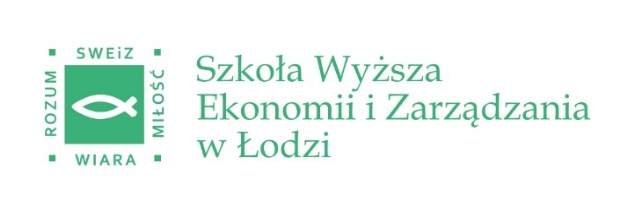 SWEiZ
ROZUM
MIŁOŚĆ
WIARA
Szkoła Wyższa
Ekonomii i Zarządzania
w Łodzi